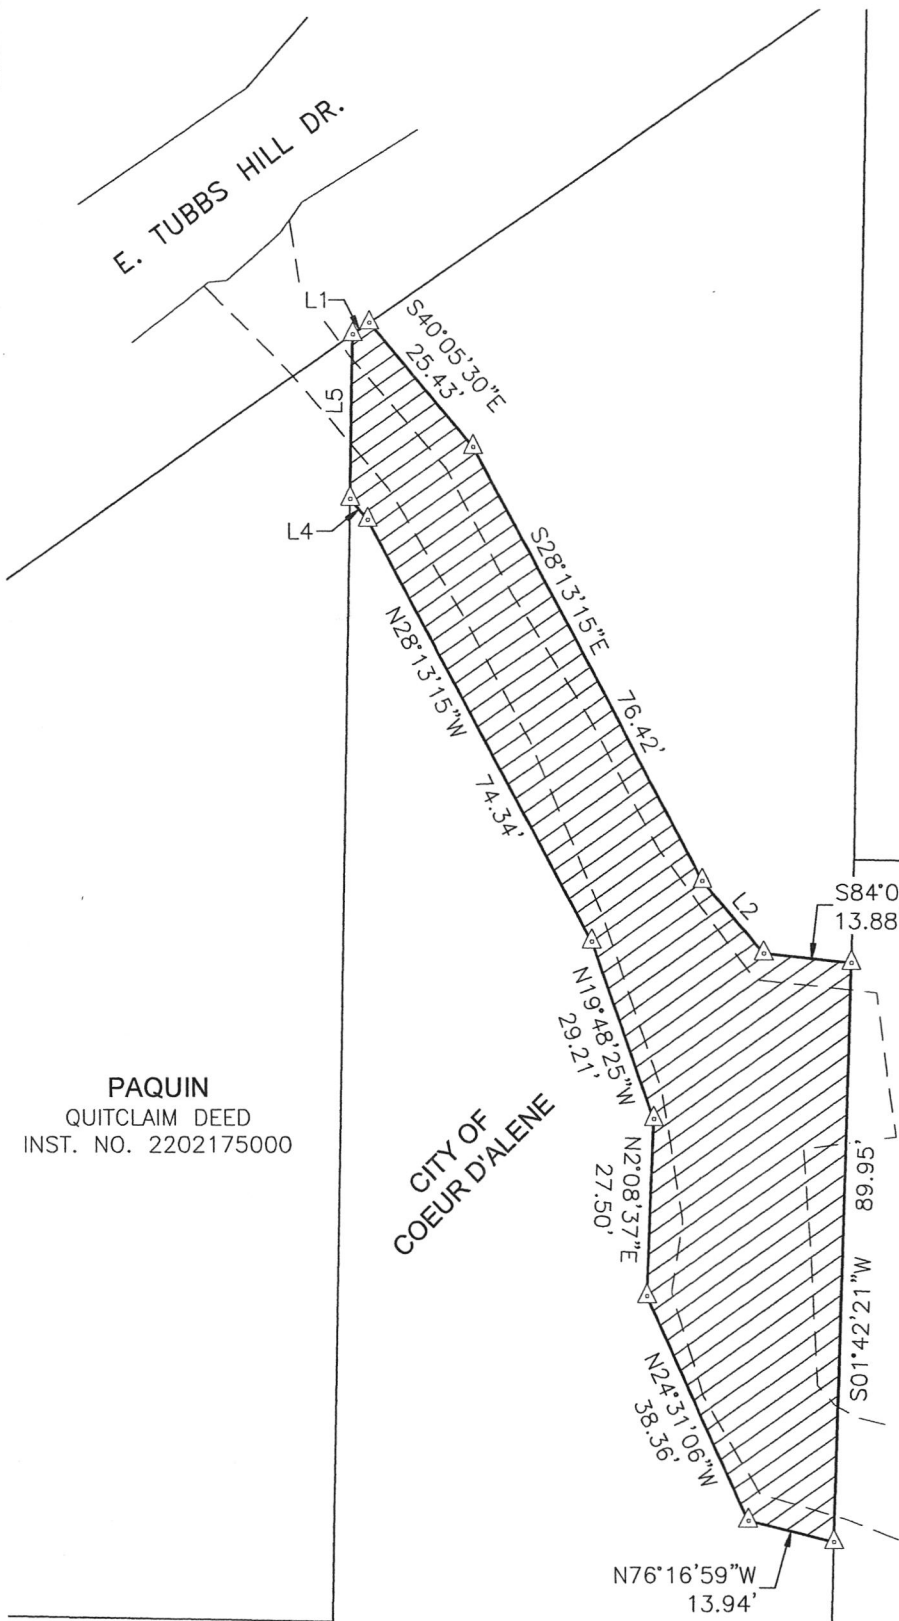 E. TUBBS HILL DR.
L1
S40°05'30"E
25.43'
L5
L4
S28°13'15"E
76.42'
N28°13'15"W
74.34'
L2
S84°0
13.88
N19°48'25"W
29.21'
PAQUIN
QUITCLAIM DEED
INST. NO. 2202175000
CITY OF
COEUR D'ALENE
N2°08'37"E
27.50'
S01°42'21"W
89.95'
N24°31'06"W
38.36'
N76°16'59"W
13.94'